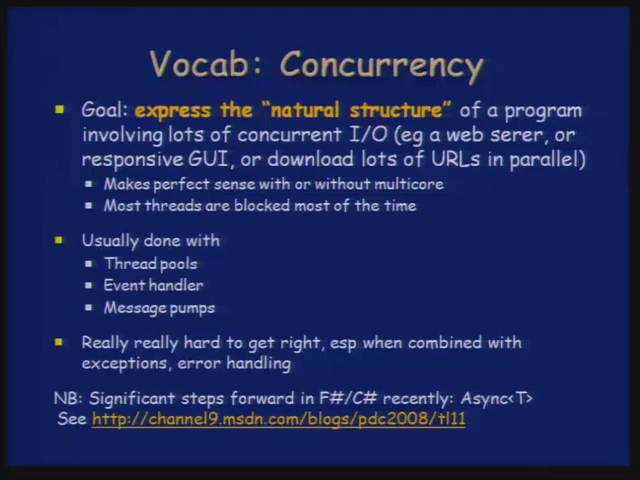 Vocab: Concurrency
Goal: express the “natural structure” of a program
involving lots of concurrent I/O (eg a web serer, or
responsive GUI, or download lots of URLs in parallel)
Makes perfect sense with or without multicore
Most threads are blocked most of the time
Usually done with
Thread pools
Event handler
Message pumps
Really really hard to get right, esp when combined with
exceptions, error handling
NB: Significant steps forward in F#/C# recently: Async<T>
See http://channel9.msdn.com/blogs/pdc2008/tl11